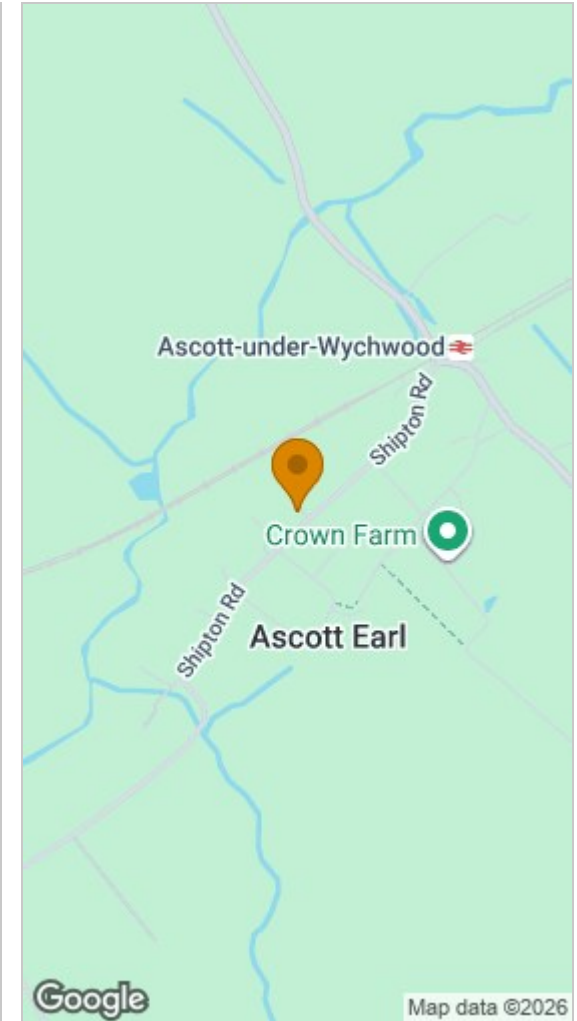 Ascott-under-Wychwood
Shipton Rd
Crown Farm
Shipton Rd
Ascott Earl
Google
Map data ©2026